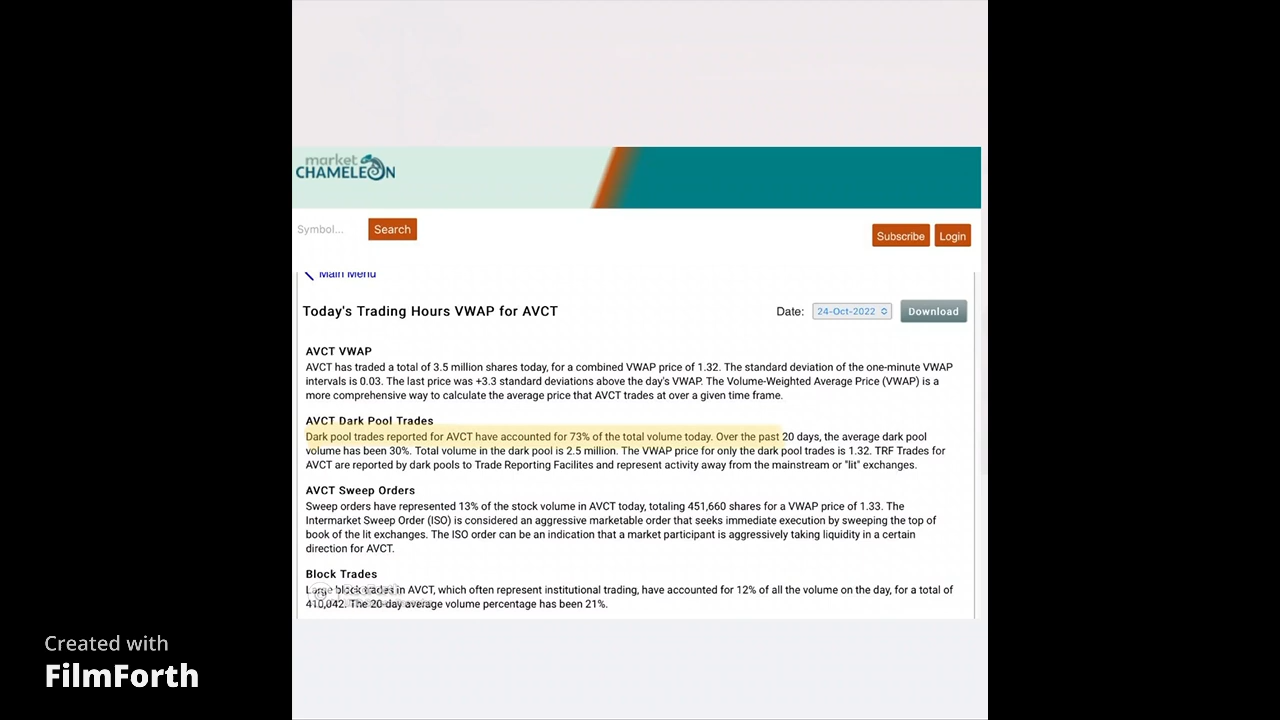 market
CHAMELEON
Symbol...
Search
Subscribe
Login
Main Menu
Today's Trading Hours VWAP for AVCT
Date:
24-Oct-2022
Download
AVCT VWAP
AVCT has traded a total of 3.5 million shares today, for a combined VWAP price of 1.32. The standard deviation of the one-minute VWAP
intervals is 0.03. The last price was +3.3 standard deviations above the day's VWAP. The Volume-Weighted Average Price (VWAP) is a
more comprehensive way to calculate the average price that AVCT trades at over a given time frame.
AVCT Dark Pool Trades
Dark pool trades reported for AVCT have accounted for 73% of the total volume today. Over the past 20 days, the average dark pool
volume has been 30%. Total volume in the dark pool is 2.5 million. The VWAP price for only the dark pool trades is 1.32. TRF Trades for
AVCT are reported by dark pools to Trade Reporting Facilites and represent activity away from the mainstream or "lit" exchanges.
AVCT Sweep Orders
Sweep orders have represented 13% of the stock volume in AVCT today, totaling 451,660 shares for a VWAP price of 1.33. The
Intermarket Sweep Order (ISO) is considered an aggressive marketable order that seeks immediate execution by sweeping the top of
book of the lit exchanges. The ISO order can be an indication that a market participant is aggressively taking liquidity in a certain
direction for AVCT.
Block Trades
Large block trades in AVCT, which often represent institutional trading, have accounted for 12% of all the volume on the day, for a total of
410,042. The 20-day average volume percentage has been 21%.
Created with
FilmForth